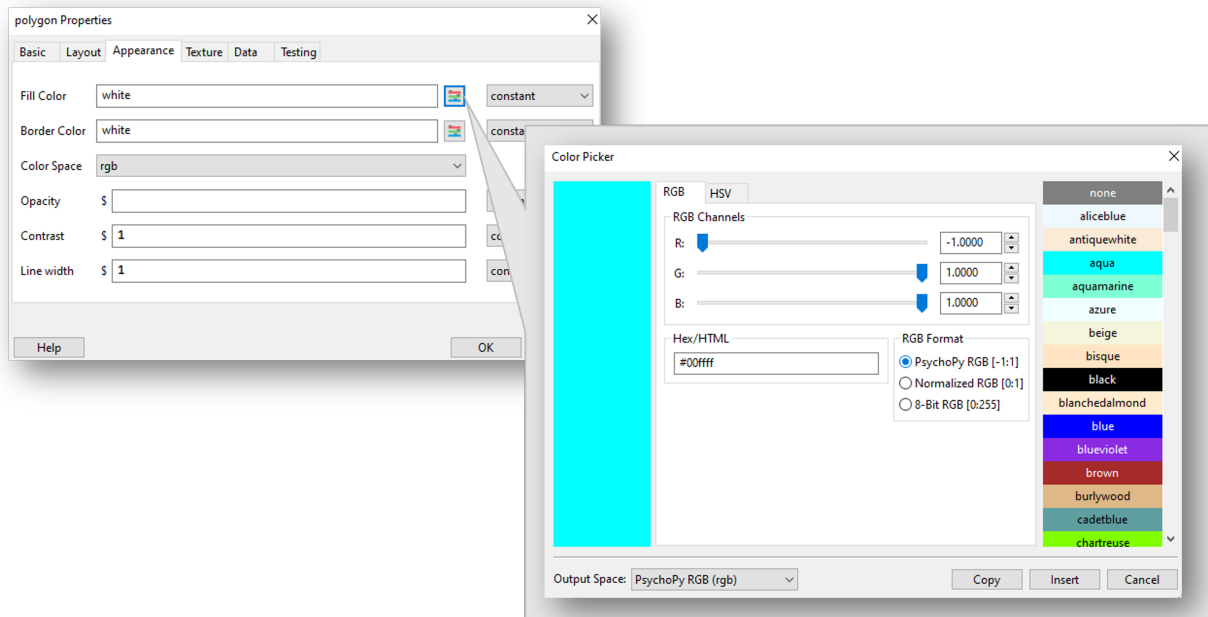 polygon Properties
Basic Layout Appearance Texture Data Testing
Fill Color white constant
Border Color white consta
Color Space rgb
Opacity $
Contrast $ 1 co
Line width $ 1 con
Help OK
Color Picker
RGB HSV
RGB Channels
R: -1.0000
G: 1.0000
B: 1.0000
Hex/HTML
#00ffff
RGB Format
PsychoPy RGB [-1:1]
Normalized RGB [0:1]
8-Bit RGB [0:255]
none
aliceblue
antiquewhite
aqua
aquamarine
azure
beige
bisque
black
blanchedalmond
blue
blueviolet
brown
burlywood
cadetblue
chartreuse
Output Space: PsychoPy RGB (rgb) Copy Insert Cancel